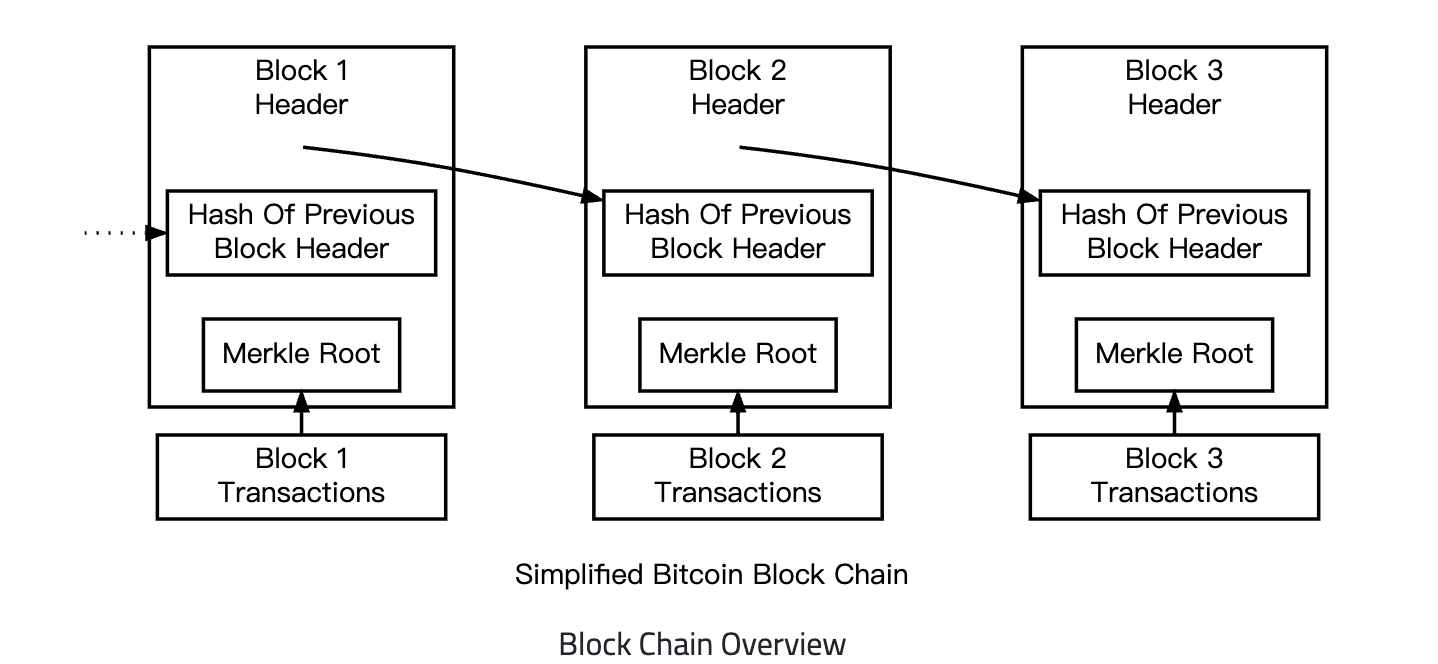 Block 1
Header
Hash Of Previous
Block Header
Merkle Root
Block 1
Transactions
Block 2
Header
Hash Of Previous
Block Header
Merkle Root
Block 2
Transactions
Block 3
Header
Hash Of Previous
Block Header
Merkle Root
Block 3
Transactions
Simplified Bitcoin Block Chain
Block Chain Overview